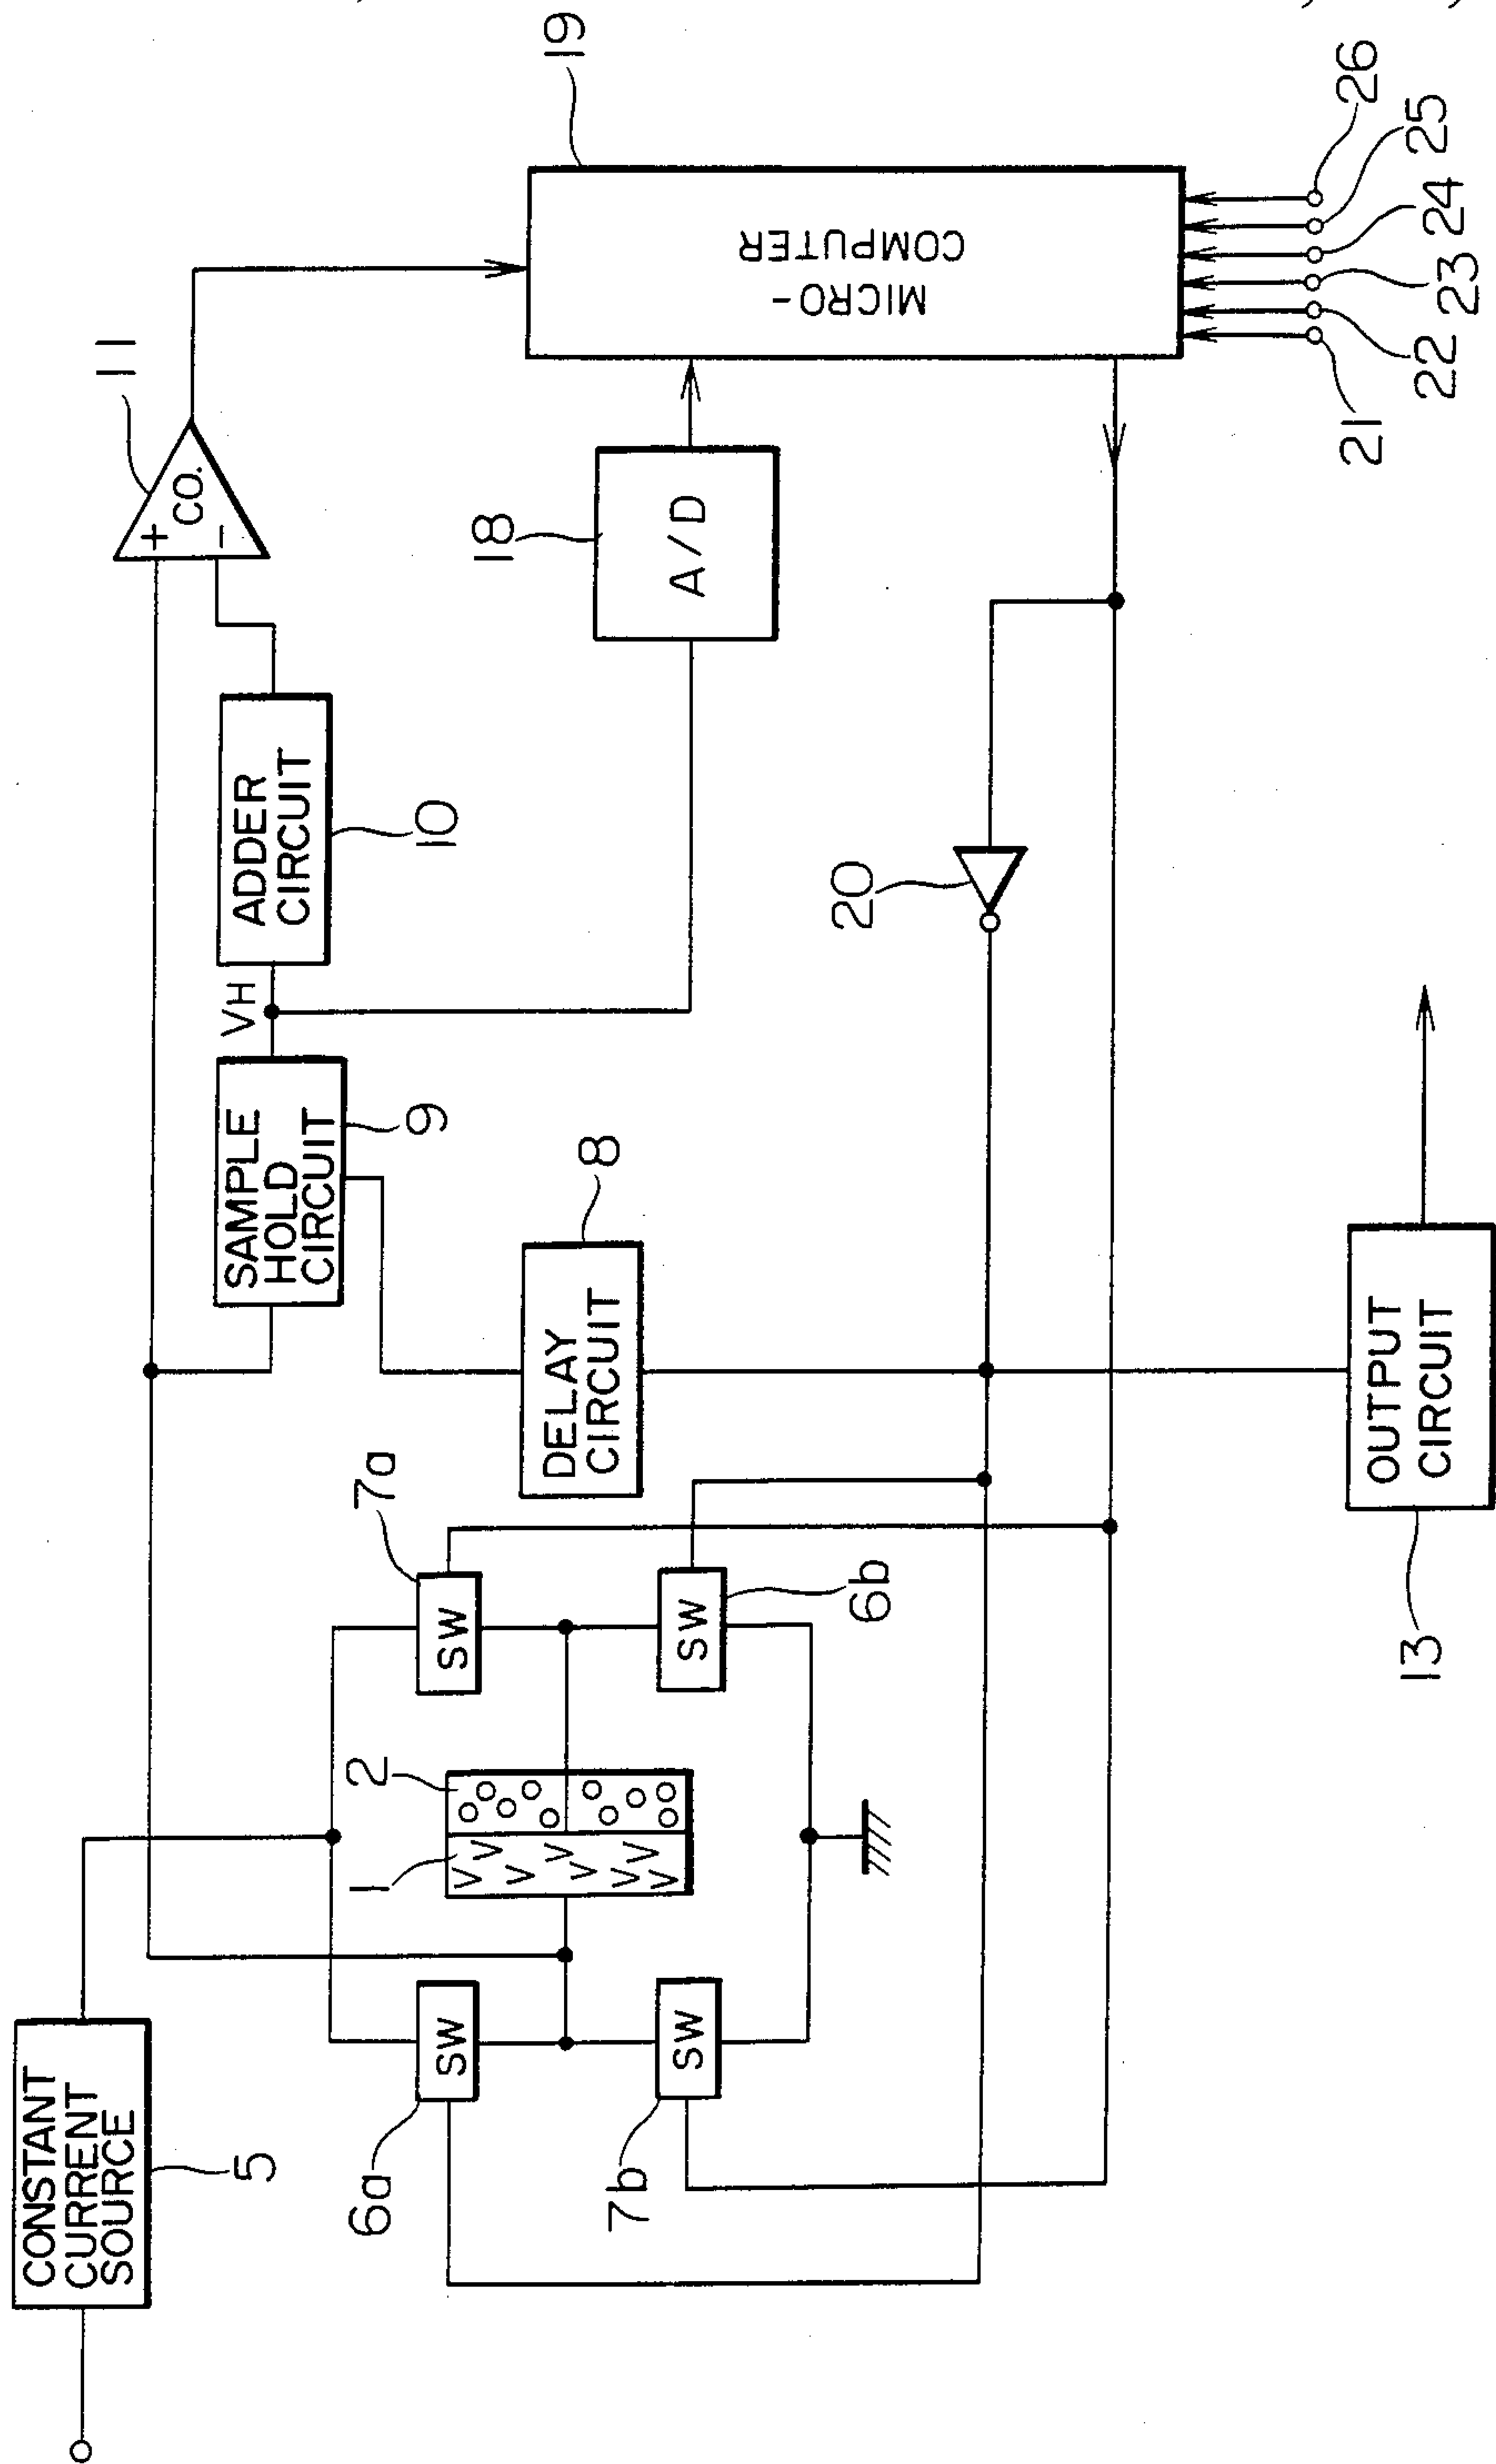 CONSTANT
CURRENT
SOURCE
5
6a
SW
7b
SW
1
V V V V V V V V V
2
7a
SW
6b
SW
SAMPLE
HOLD
CIRCUIT
9
DELAY
CIRCUIT
8
VH
ADDER
CIRCUIT
10
+
CO.
-
11
18
A/D
19
MICRO-
COMPUTER
20
21
22
23
24
25
26
OUTPUT
CIRCUIT
13